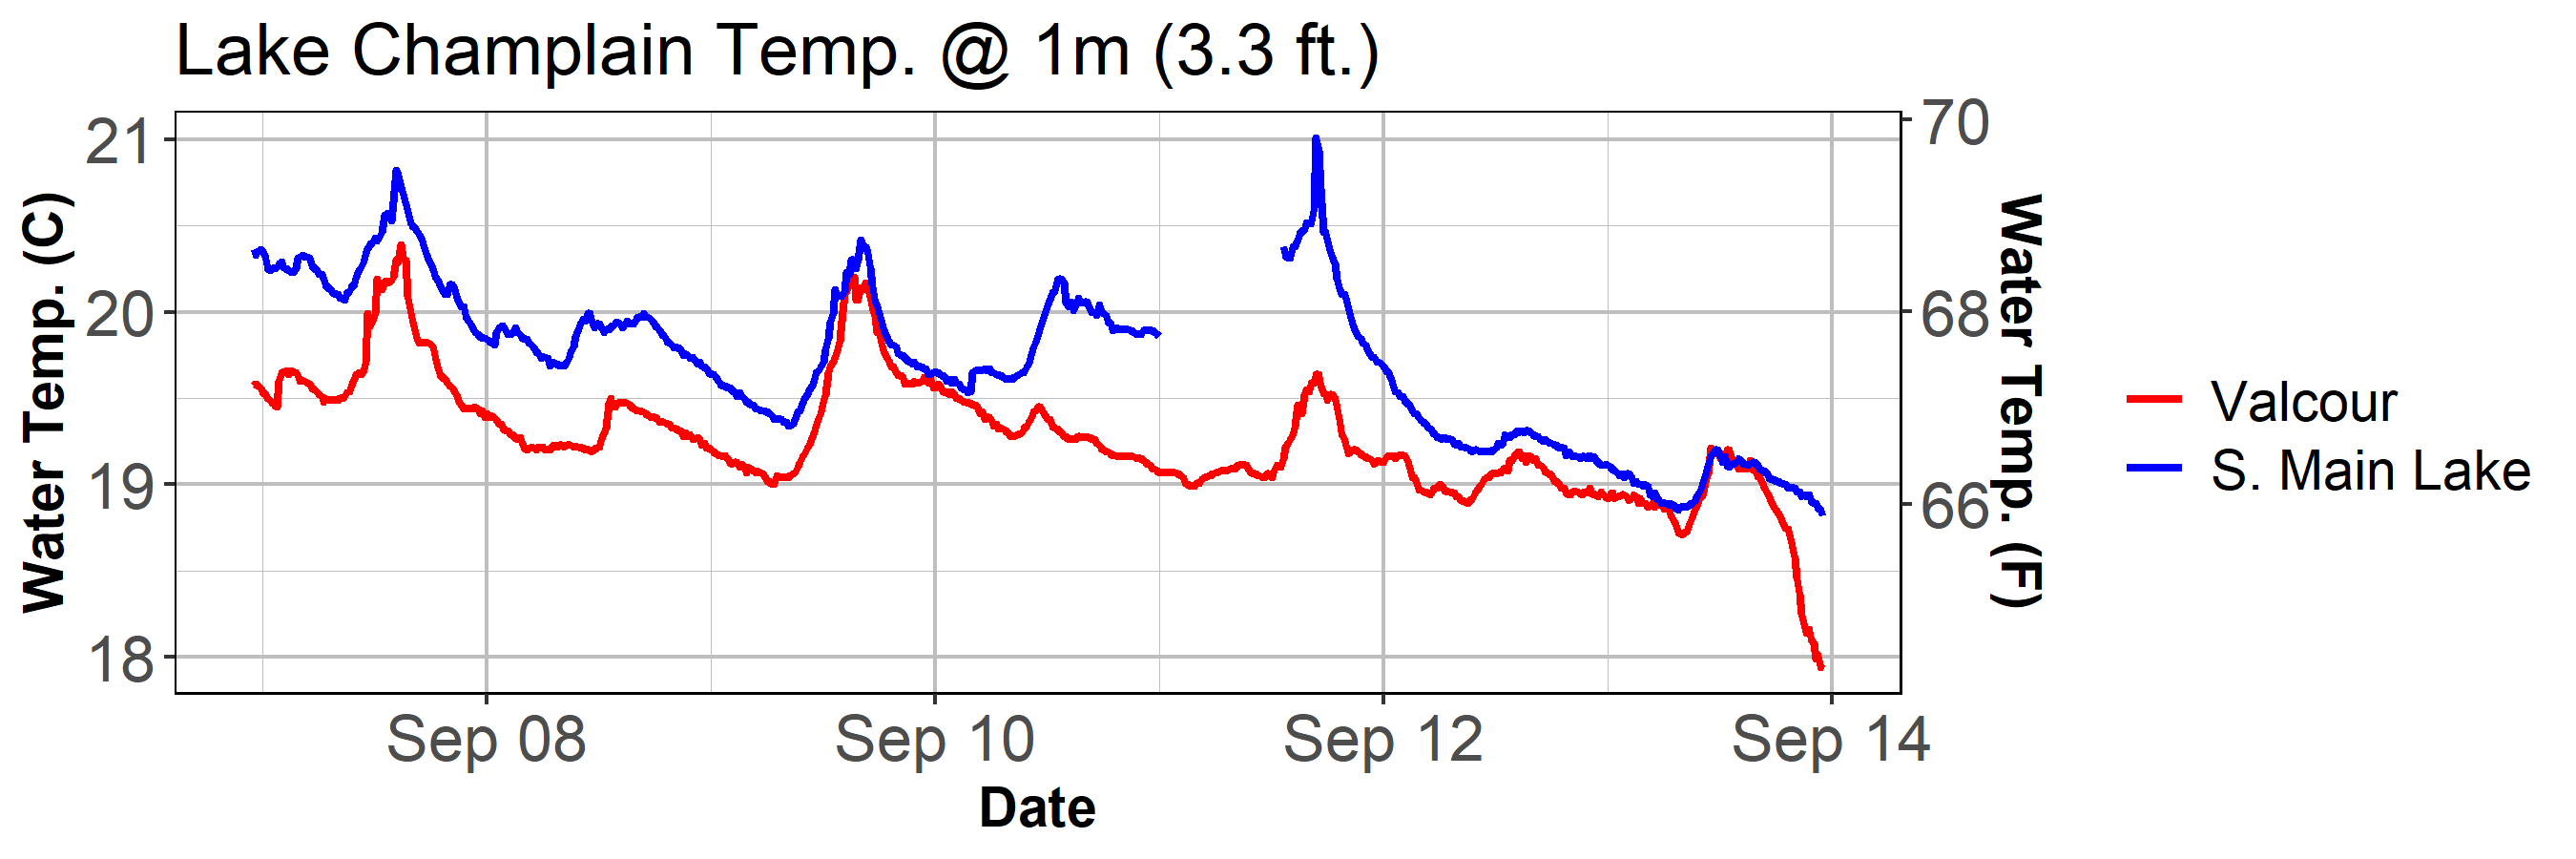 Lake Champlain Temp. @ 1m (3.3 ft.)
Water Temp. (C)
21
20
19
18
70
68
66
Water Temp. (F)
Sep 08
Sep 10
Sep 12
Sep 14
Date
Valcour
S. Main Lake